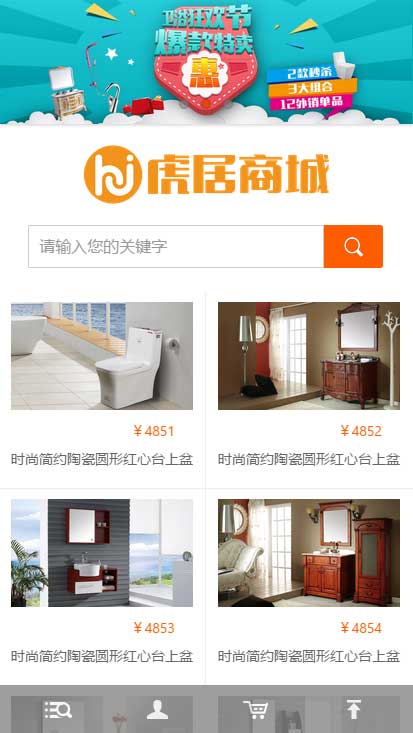 卫浴狂欢节
爆款特卖
惠
2款秒杀
3大组合
12外销单品
hj 虎居商城
请输入您的关键字
￥4851
￥4852
时尚简约陶瓷圆形红心台上盆
时尚简约陶瓷圆形红心台上盆
￥4853
￥4854
时尚简约陶瓷圆形红心台上盆
时尚简约陶瓷圆形红心台上盆